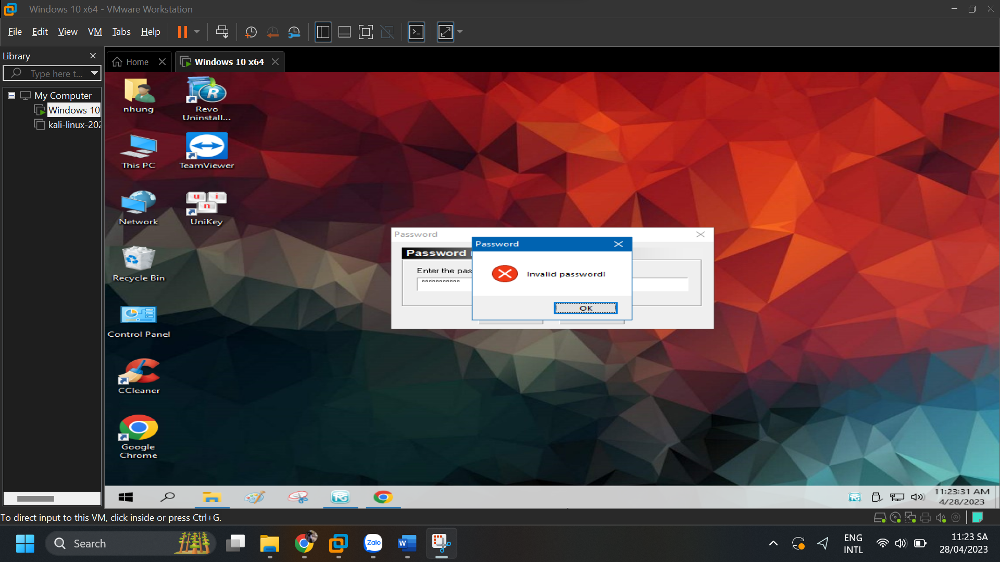 Windows 10 x64 - VMware Workstation
File Edit View VM Tabs Help
Library
Type here t...
My Computer
Windows 10
kali-linux-202
Home
Windows 10 x64
nhung
Revo
Uninstall...
This PC
TeamViewer
Network
UniKey
Recycle Bin
Control Panel
CCleaner
Google
Chrome
Password
Password
Enter the pas
***********
Password
Invalid password!
OK
11:23:31 AM
4/28/2023
To direct input to this VM, click inside or press Ctrl+G.
Search
Zalo
ENG
INTL
11:23 SA
28/04/2023